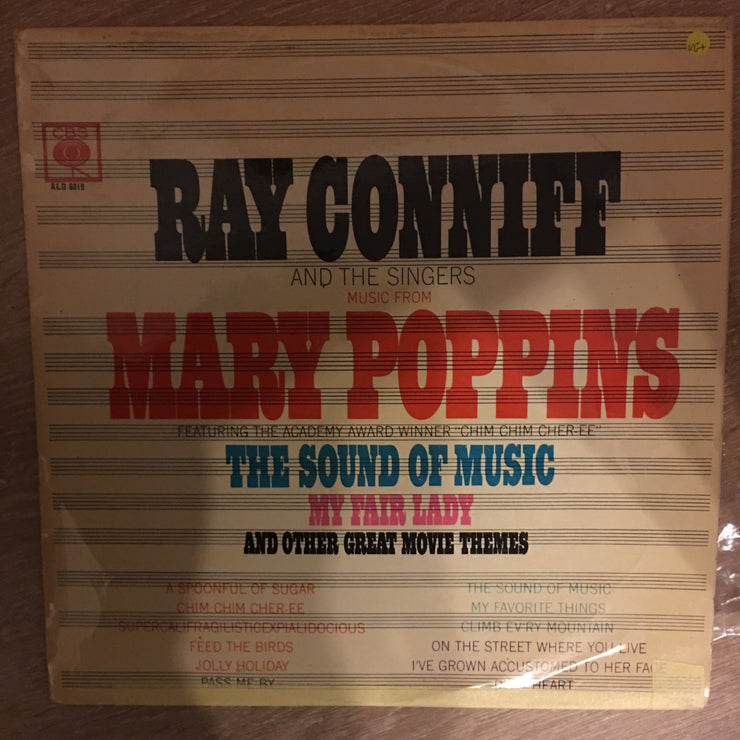 VG+
CBS
ALD 6819
RAY CONNIFF
AND THE SINGERS
MUSIC FROM
MARY POPPINS
FEATURING THE ACADEMY AWARD WINNER "CHIM CHIM CHER-EE"
THE SOUND OF MUSIC
MY FAIR LADY
AND OTHER GREAT MOVIE THEMES
A SPOONFUL OF SUGAR
CHIM CHIM CHER-EE
SUPERCALIFRAGILISTICEXPIALIDOCIOUS
FEED THE BIRDS
JOLLY HOLIDAY
PASS ME BY
THE SOUND OF MUSIC
MY FAVORITE THINGS
CLIMB EV'RY MOUNTAIN
ON THE STREET WHERE YOU LIVE
I'VE GROWN ACCUSTOMED TO HER FACE
HEART